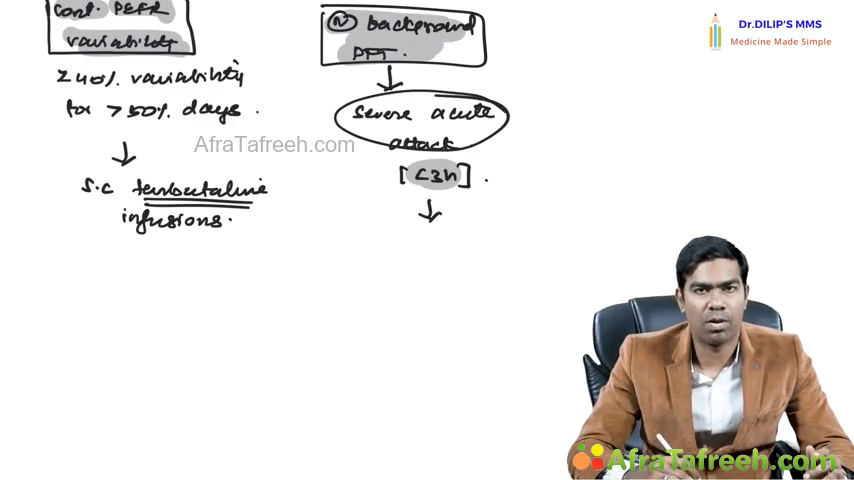 cont. PEFR
variability
≥40% variability
for >50% days.
↓
s.c terbutaline
infusions.
(N) background
PFT.
↓
Severe acute
attack
[<3h].
↓
Dr.DILIP'S MMS
Medicine Made Simple
AfraTafreeh.com
AfraTafreeh.com